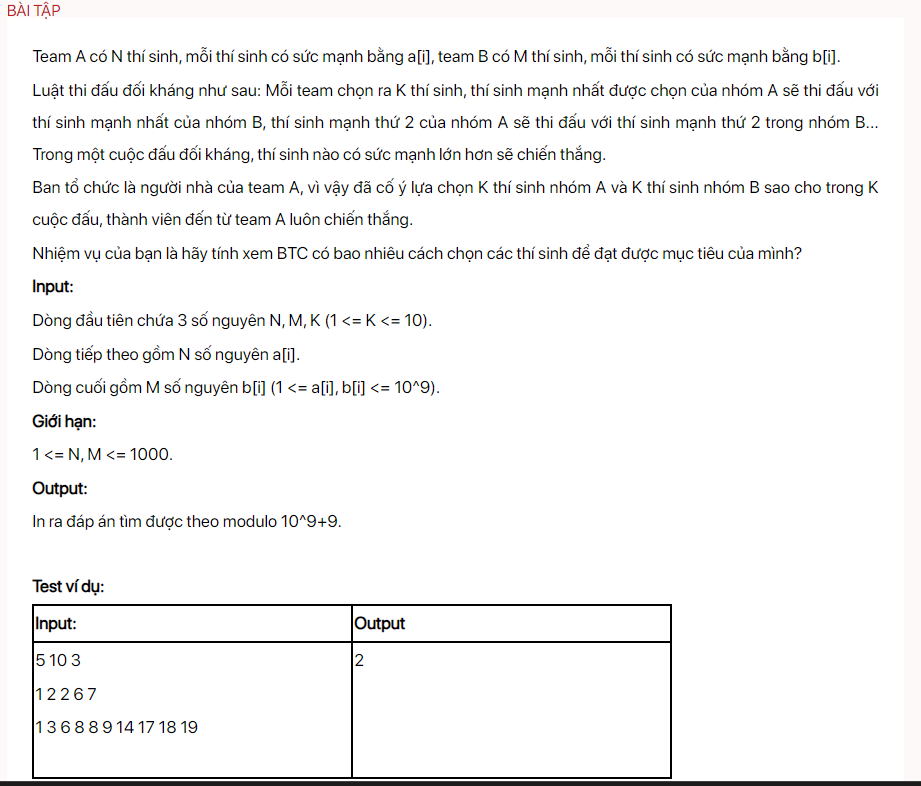 BÀI TẬP
Team A có N thí sinh, mỗi thí sinh có sức mạnh bằng a[i], team B có M thí sinh, mỗi thí sinh có sức mạnh bằng b[i].
Luật thi đấu đối kháng như sau: Mỗi team chọn ra K thí sinh, thí sinh mạnh nhất được chọn của nhóm A sẽ thi đấu với
thí sinh mạnh nhất của nhóm B, thí sinh mạnh thứ 2 của nhóm A sẽ thi đấu với thí sinh mạnh thứ 2 trong nhóm B...
Trong một cuộc đấu đối kháng, thí sinh nào có sức mạnh lớn hơn sẽ chiến thắng.
Ban tổ chức là người nhà của team A, vì vậy đã cố ý lựa chọn K thí sinh nhóm A và K thí sinh nhóm B sao cho trong K
cuộc đấu, thành viên đến từ team A luôn chiến thắng.
Nhiệm vụ của bạn là hãy tính xem BTC có bao nhiêu cách chọn các thí sinh để đạt được mục tiêu của mình?
Input:
Dòng đầu tiên chứa 3 số nguyên N, M, K (1 <= K <= 10).
Dòng tiếp theo gồm N số nguyên a[i].
Dòng cuối gồm M số nguyên b[i] (1 <= a[i], b[i] <= 10^9).
Giới hạn:
1 <= N, M <= 1000.
Output:
In ra đáp án tìm được theo modulo 10^9+9.
Test ví dụ:
Input: Output
5 10 3 2
1 2 2 6 7
1 3 6 8 8 9 14 17 18 19